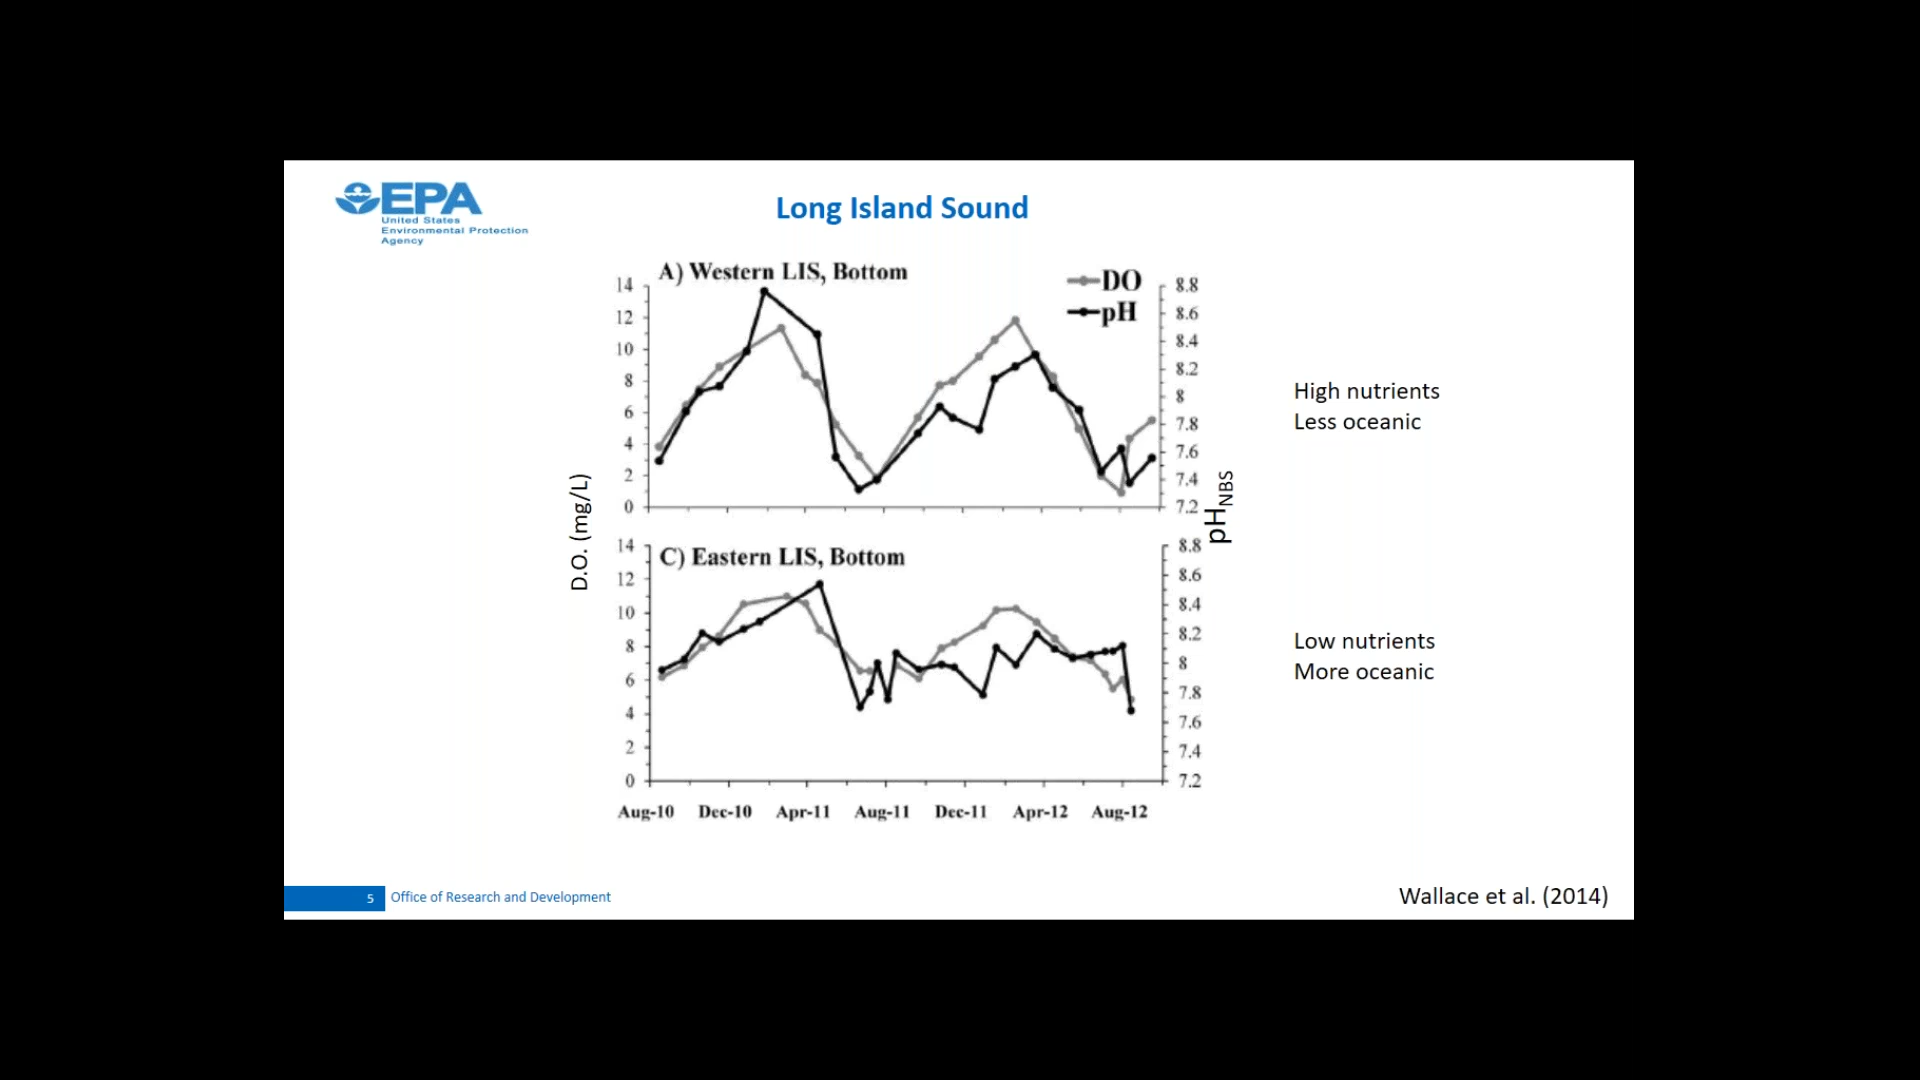 EPA
United States
Environmental Protection
Agency
Long Island Sound
A) Western LIS, Bottom
DO
pH
14
12
10
8
6
4
2
0
8.8
8.6
8.4
8.2
8
7.8
7.6
7.4
7.2
High nutrients
Less oceanic
D.O. (mg/L)
pHNBS
C) Eastern LIS, Bottom
14
12
10
8
6
4
2
0
8.8
8.6
8.4
8.2
8
7.8
7.6
7.4
7.2
Low nutrients
More oceanic
Aug-10 Dec-10 Apr-11 Aug-11 Dec-11 Apr-12 Aug-12
5 Office of Research and Development
Wallace et al. (2014)